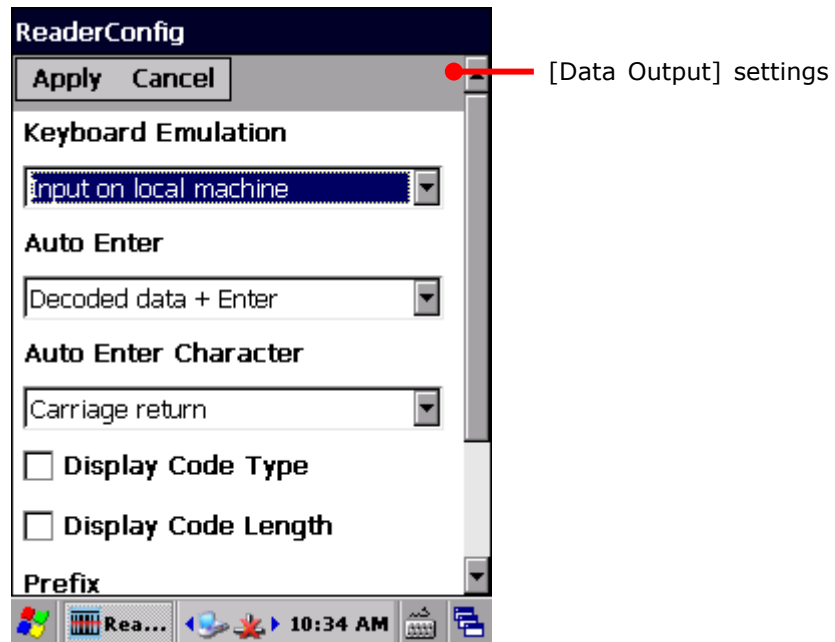 ReaderConfig
Apply Cancel
[Data Output] settings
Keyboard Emulation
Input on local machine
Auto Enter
Decoded data + Enter
Auto Enter Character
Carriage return
Display Code Type
Display Code Length
Prefix
Rea... 10:34 AM